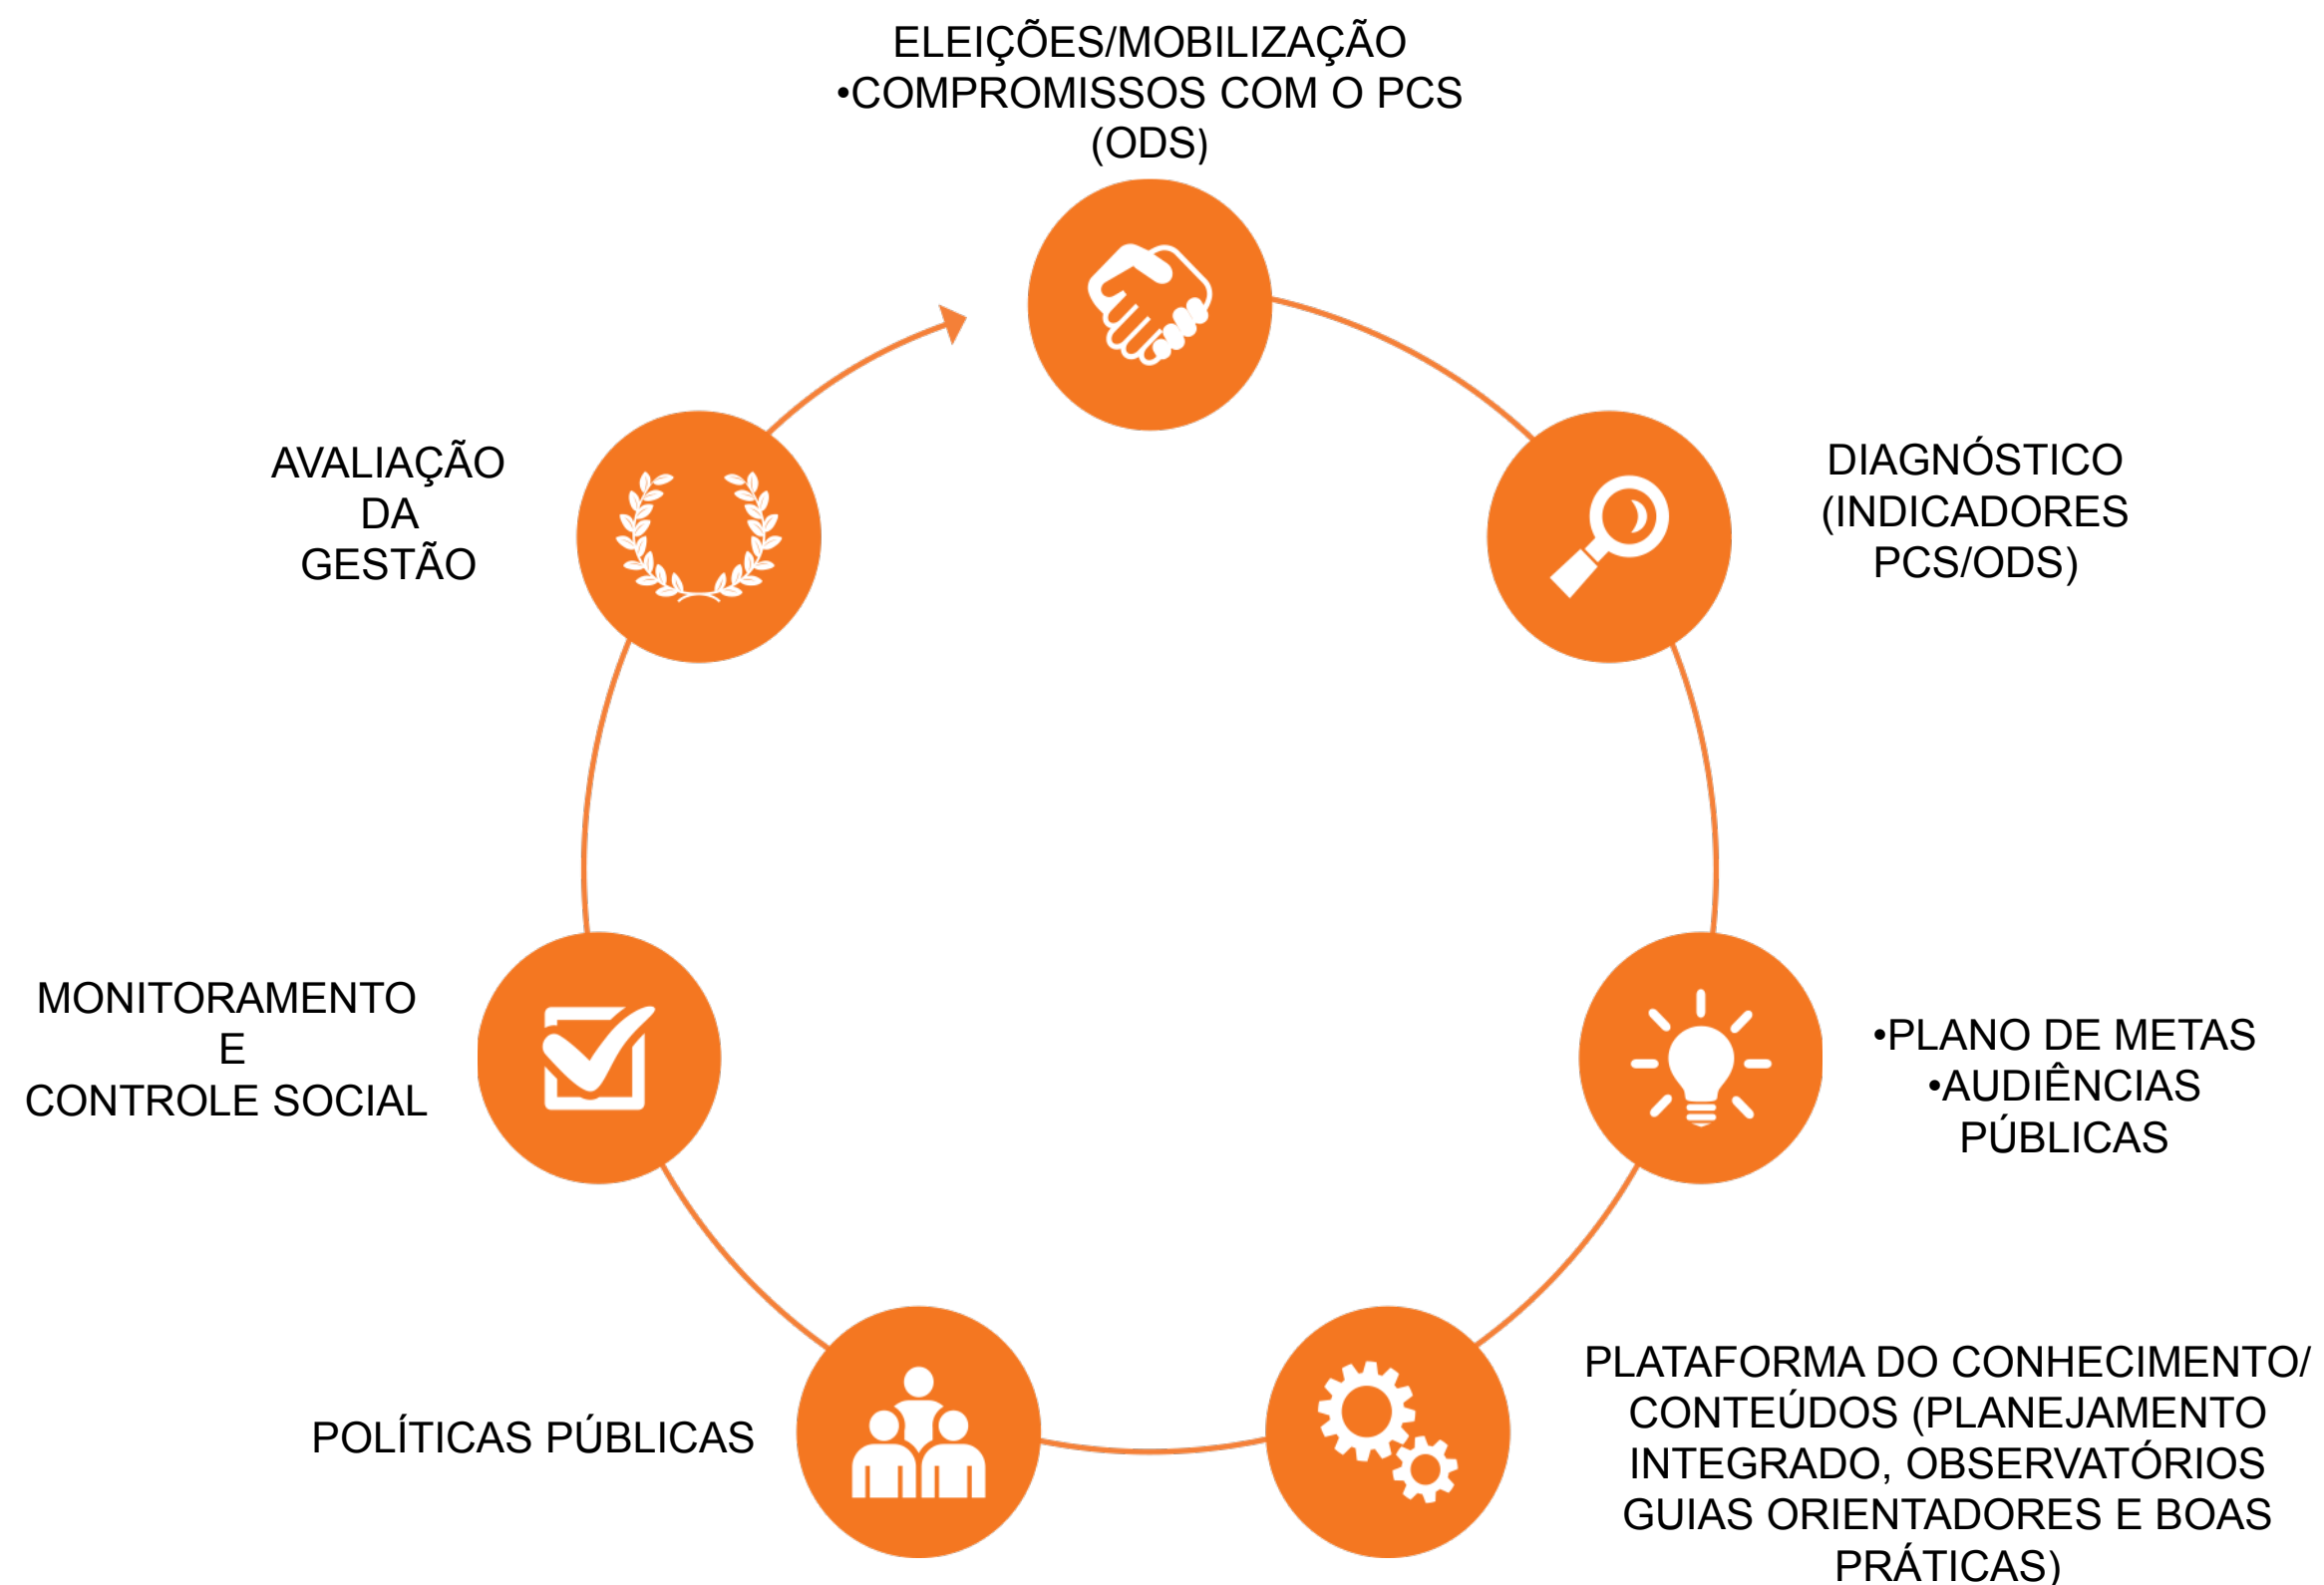 ELEIÇÕES/MOBILIZAÇÃO
•COMPROMISSOS COM O PCS
(ODS)
DIAGNÓSTICO
(INDICADORES
PCS/ODS)
•PLANO DE METAS
•AUDIÊNCIAS
PÚBLICAS
PLATAFORMA DO CONHECIMENTO/
CONTEÚDOS (PLANEJAMENTO
INTEGRADO, OBSERVATÓRIOS
GUIAS ORIENTADORES E BOAS
PRÁTICAS)
POLÍTICAS PÚBLICAS
MONITORAMENTO
E
CONTROLE SOCIAL
AVALIAÇÃO
DA
GESTÃO